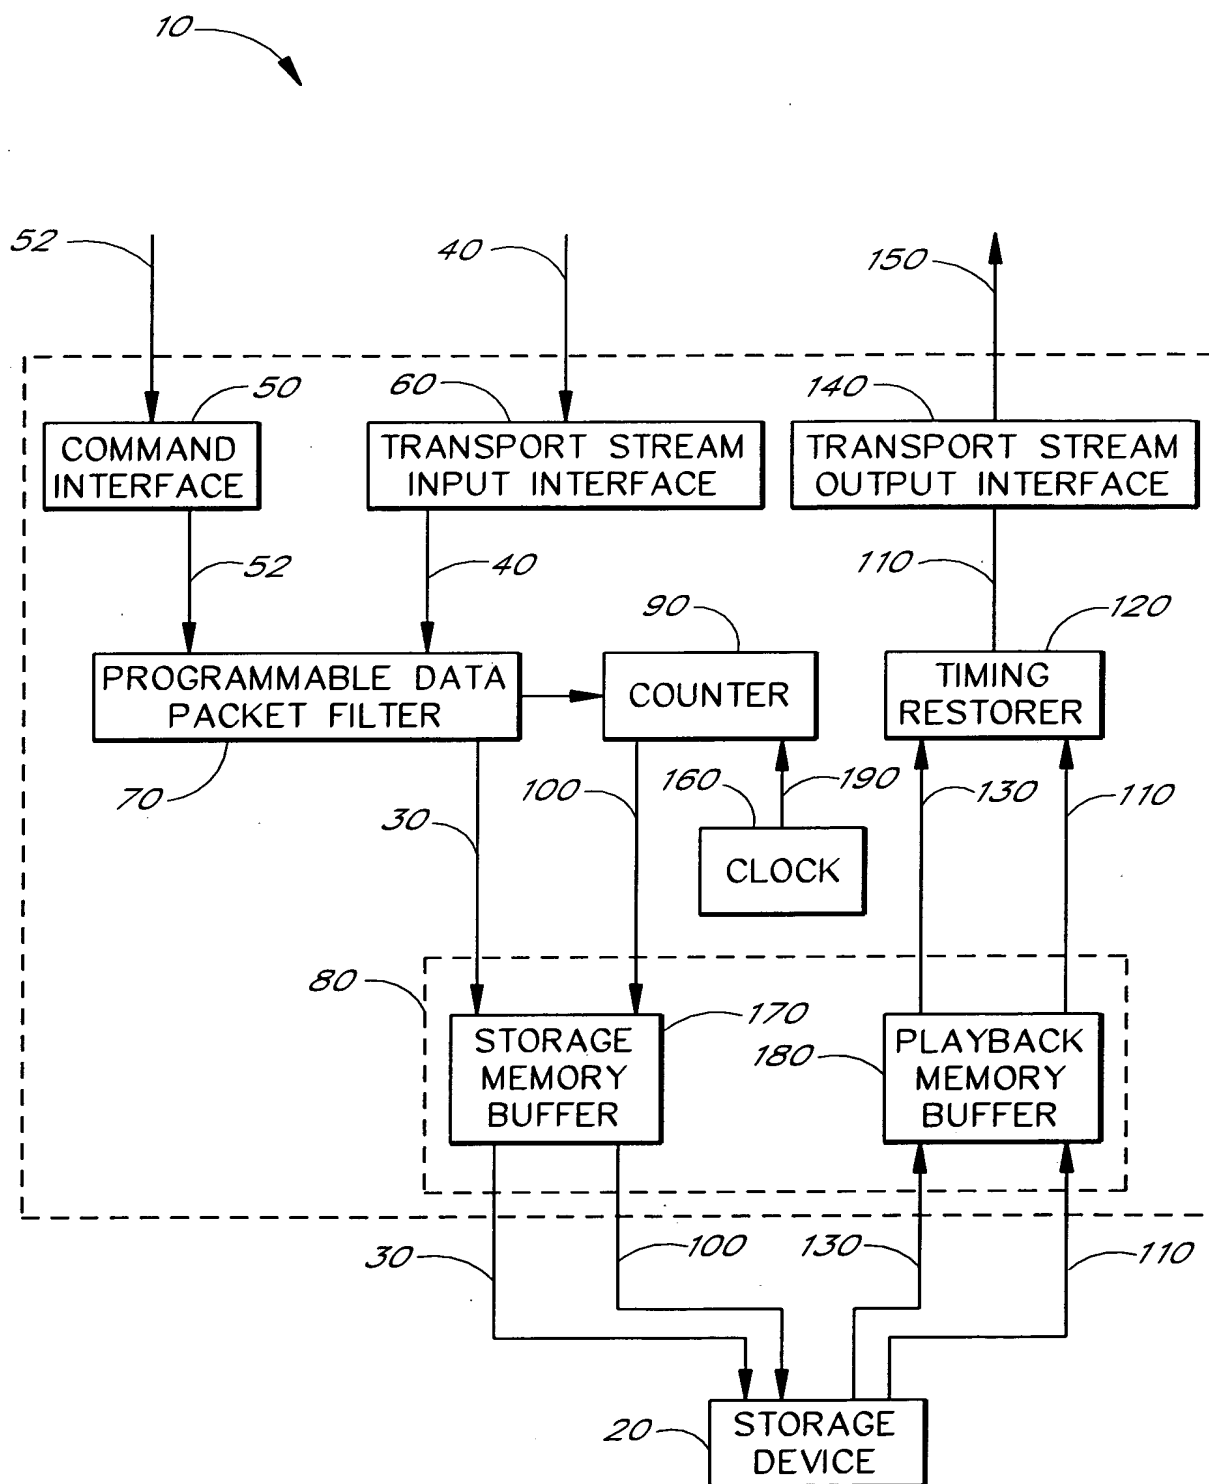 10
52
40
150
50
60
140
COMMAND
INTERFACE
TRANSPORT STREAM
INPUT INTERFACE
TRANSPORT STREAM
OUTPUT INTERFACE
52
40
110
90
120
PROGRAMMABLE DATA
PACKET FILTER
COUNTER
TIMING
RESTORER
70
30
100
160
190
130
110
CLOCK
80
170
180
STORAGE
MEMORY
BUFFER
PLAYBACK
MEMORY
BUFFER
30
100
130
110
20
STORAGE
DEVICE